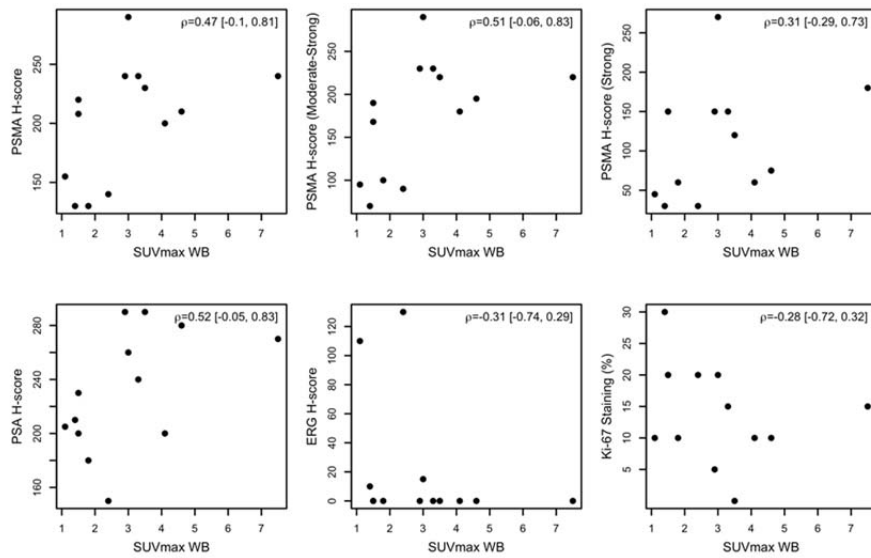 ρ=0.47 [-0.1, 0.81]
PSMA H-score
150 200 250
1 2 3 4 5 6 7
SUVmax WB
ρ=0.51 [-0.06, 0.83]
PSMA H-score (Moderate-Strong)
50 100 150 200 250
1 2 3 4 5 6 7
SUVmax WB
ρ=0.31 [-0.29, 0.73]
PSMA H-score (Strong)
50 100 150 200 250
1 2 3 4 5 6 7
SUVmax WB
ρ=0.52 [-0.05, 0.83]
PSA H-score
160 200 240 280
1 2 3 4 5 6 7
SUVmax WB
ρ=-0.31 [-0.74, 0.29]
ERG H-score
0 20 40 60 80 100 120
1 2 3 4 5 6 7
SUVmax WB
ρ=-0.28 [-0.72, 0.32]
Ki-67 Staining (%)
5 10 15 20 25 30
1 2 3 4 5 6 7
SUVmax WB